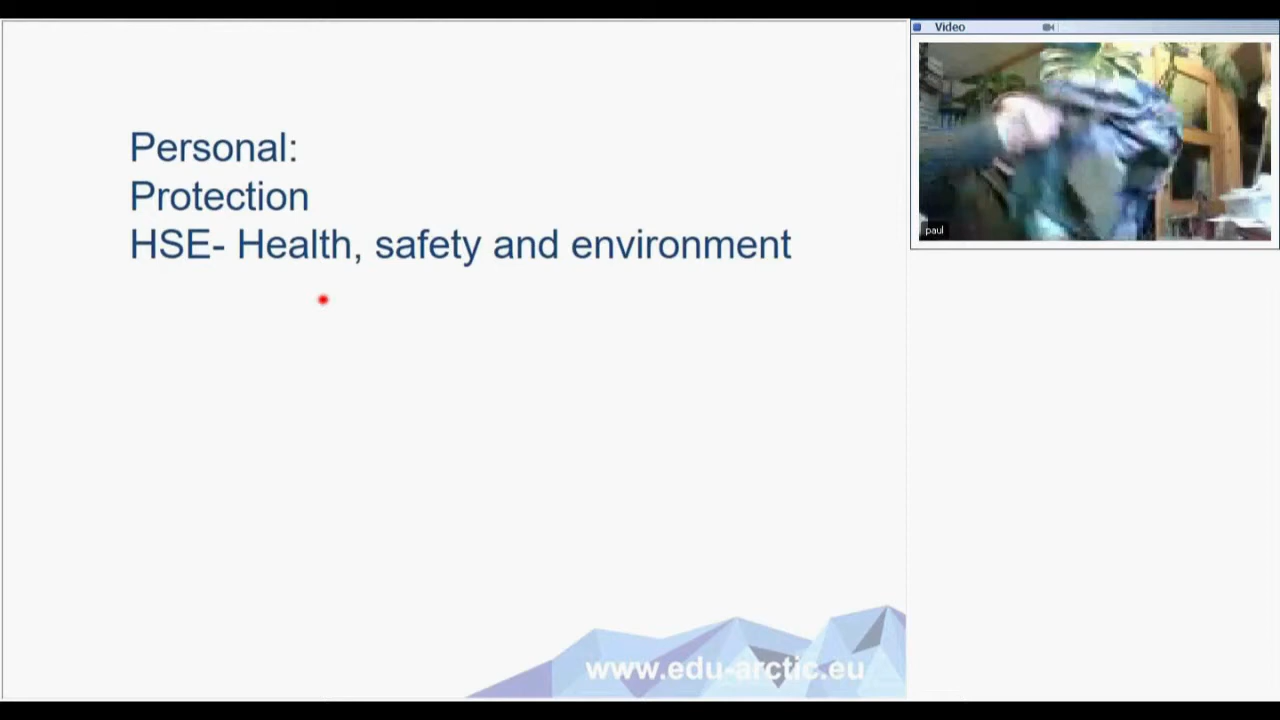 Video
Personal:
Protection
HSE- Health, safety and environment
paul
www.edu-arctic.eu